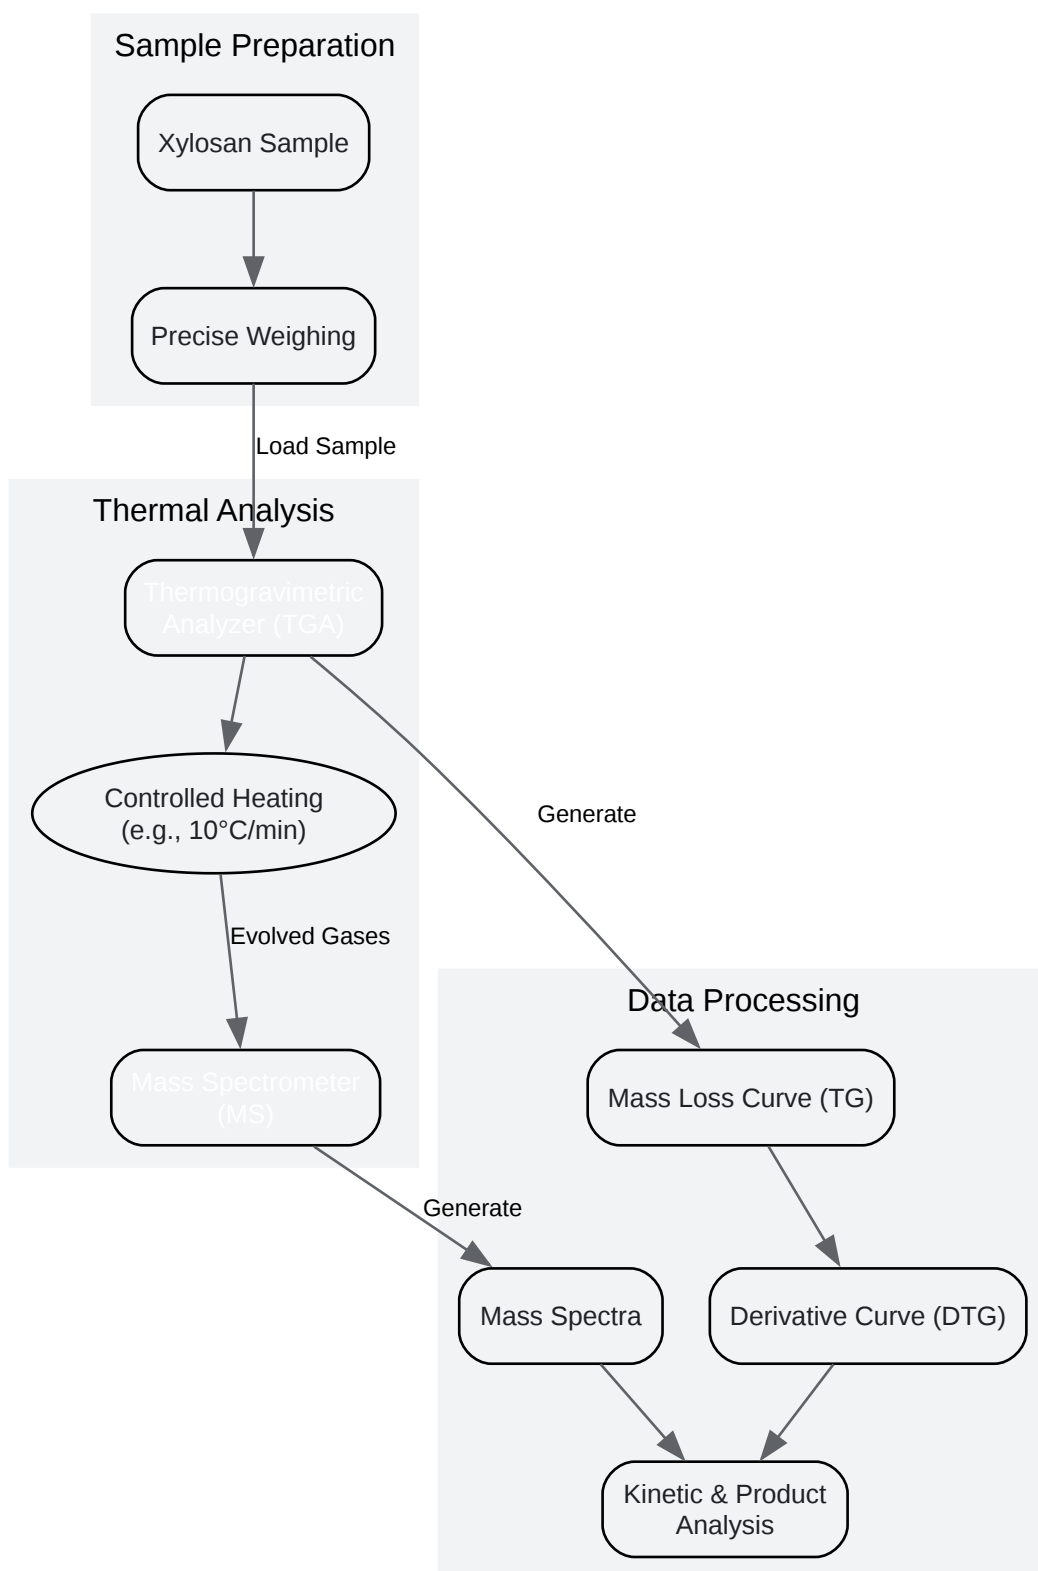 Sample Preparation
Xylosan Sample
Precise Weighing
Load Sample
Thermal Analysis
Thermogravimetric
Analyzer (TGA)
Controlled Heating
(e.g., 10°C/min)
Generate
Evolved Gases
Data Processing
Mass Spectrometer
(MS)
Mass Loss Curve (TG)
Generate
Mass Spectra
Derivative Curve (DTG)
Kinetic & Product
Analysis